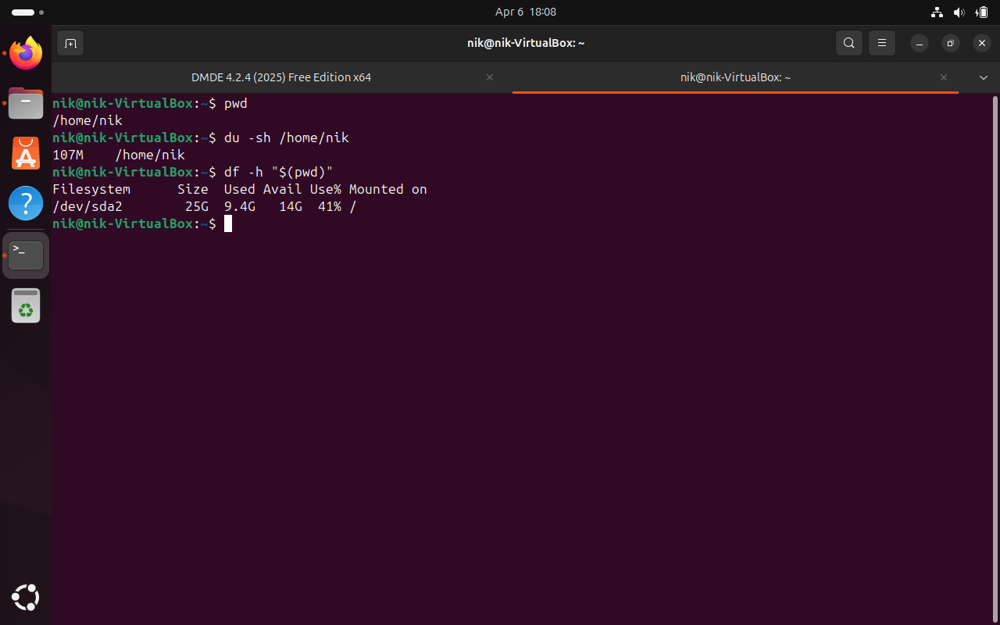 Apr 6 18:08
nik@nik-VirtualBox: ~
DMDE 4.2.4 (2025) Free Edition x64
nik@nik-VirtualBox: ~
nik@nik-VirtualBox:~$ pwd
/home/nik
nik@nik-VirtualBox:~$ du -sh /home/nik
107M    /home/nik
nik@nik-VirtualBox:~$ df -h "$(pwd)"
Filesystem      Size  Used Avail Use% Mounted on
/dev/sda2        25G  9.4G   14G  41% /
nik@nik-VirtualBox:~$